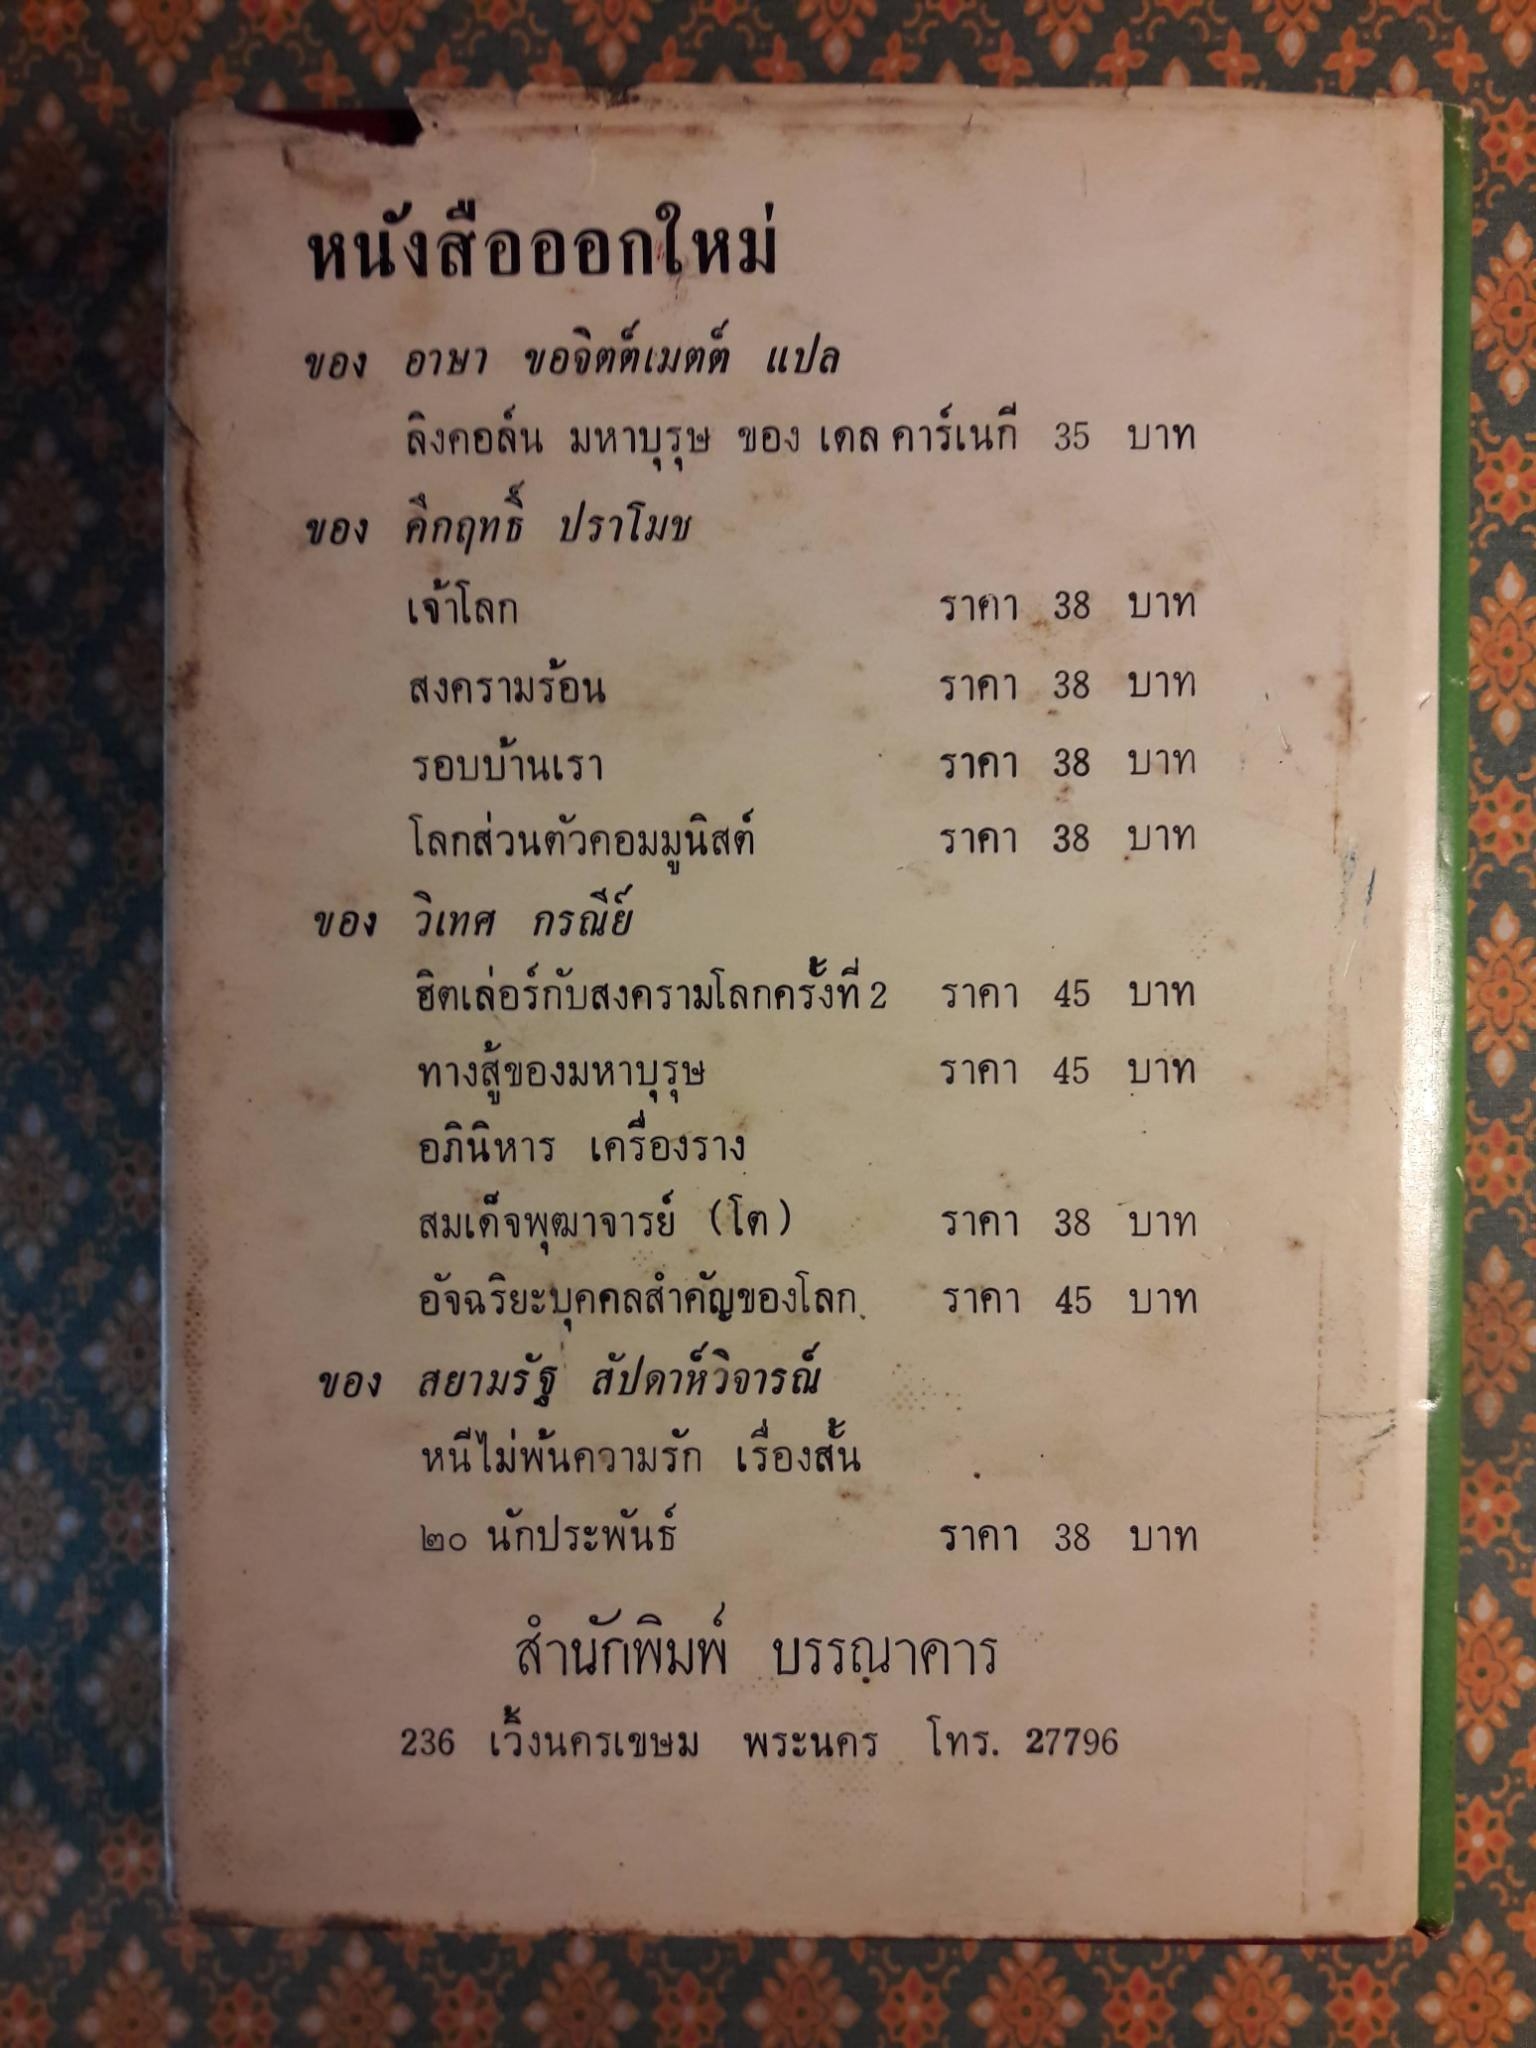 หนังสือออกใหม่
ของ อาษา ขอจิตต์เมตต์ แปล
ลิงคอล์น มหาบุรุษ ของ เดล คาร์เนกี 35 บาท
ของ คึกฤทธิ์ ปราโมช
เจ้าโลก ราคา 38 บาท
สงครามร้อน ราคา 38 บาท
รอบบ้านเรา ราคา 38 บาท
โลกส่วนตัวคอมมูนิสต์ ราคา 38 บาท
ของ วิเทศ กรณีย์
ฮิตเล่อร์กับสงครามโลกครั้งที่ 2 ราคา 45 บาท
ทางสู้ของมหาบุรุษ ราคา 45 บาท
อภินิหาร เครื่องราง
สมเด็จพุฒาจารย์ (โต) ราคา 38 บาท
อัจฉริยะบุคคลสำคัญของโลก ราคา 45 บาท
ของ สยามรัฐ สัปดาห์วิจารณ์
หนีไม่พ้นความรัก เรื่องสั้น
๒๐ นักประพันธ์ ราคา 38 บาท
สำนักพิมพ์ บรรณาคาร
236 เวิ้งนครเขษม พระนคร โทร. 27796